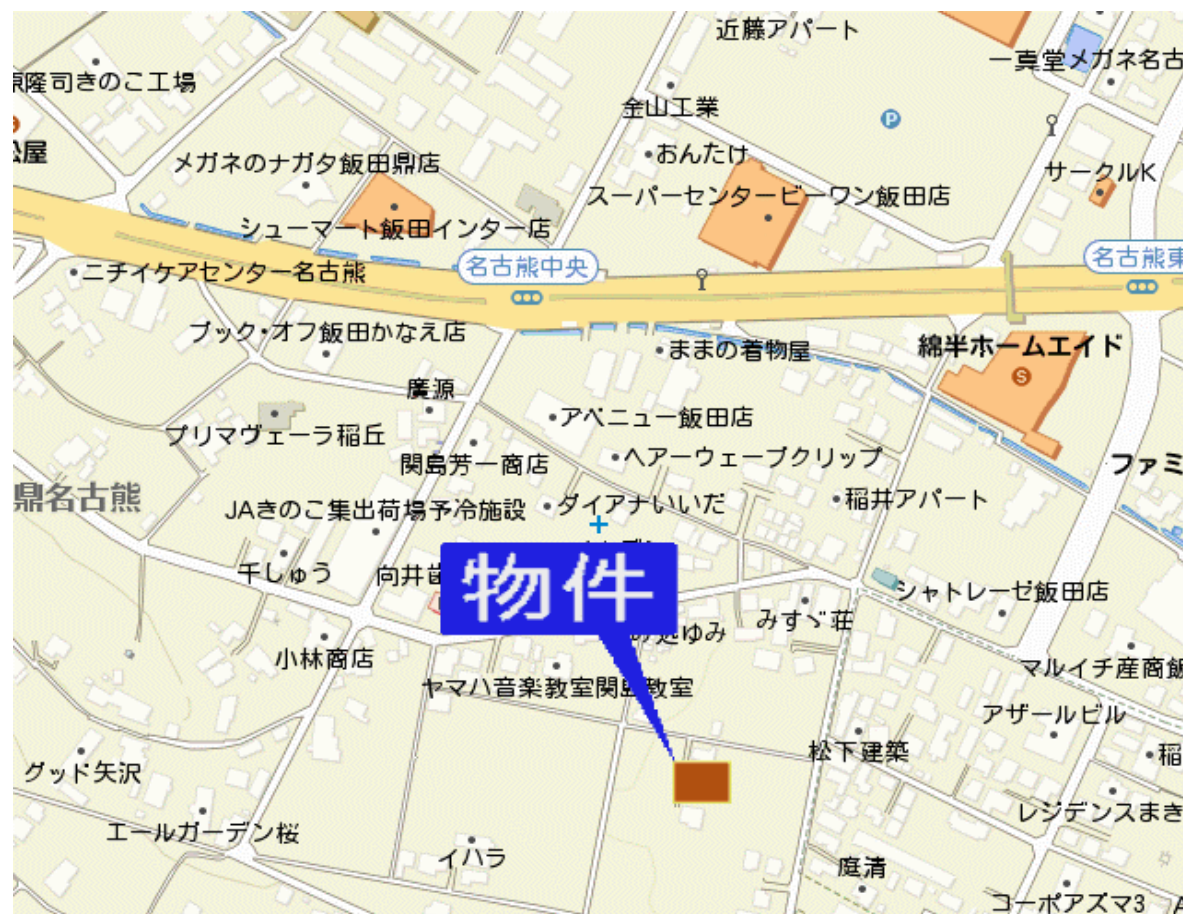 近藤アパート
一真堂メガネ名古
原隆司きのこ工場
金山工業
P
松屋
メガネのナガタ飯田鼎店
おんたけ
サークルK
スーパーセンタービーワン飯田店
シューマート飯田インター店
名古熊中央
名古熊東
ニチイケアセンター名古熊
ブック・オフ飯田かなえ店
ままの着物屋
綿半ホームエイド
S
廣源
アベニュー飯田店
プリマヴェーラ稲丘
関島芳一商店
ヘアーウェーブクリップ
ファミ
鼎名古熊
JAきのこ集出荷場予冷施設
ダイアナいいだ
稲井アパート
千しゅう
向井歯
物件
シャトレーゼ飯田店
処ゆみ
みすゞ荘
小林商店
マルイチ産商飯
ヤマハ音楽教室関島教室
アザールビル
松下建築
稲
グッド矢沢
レジデンスまき
エールガーデン桜
イハラ
庭清
コーポアズマ3